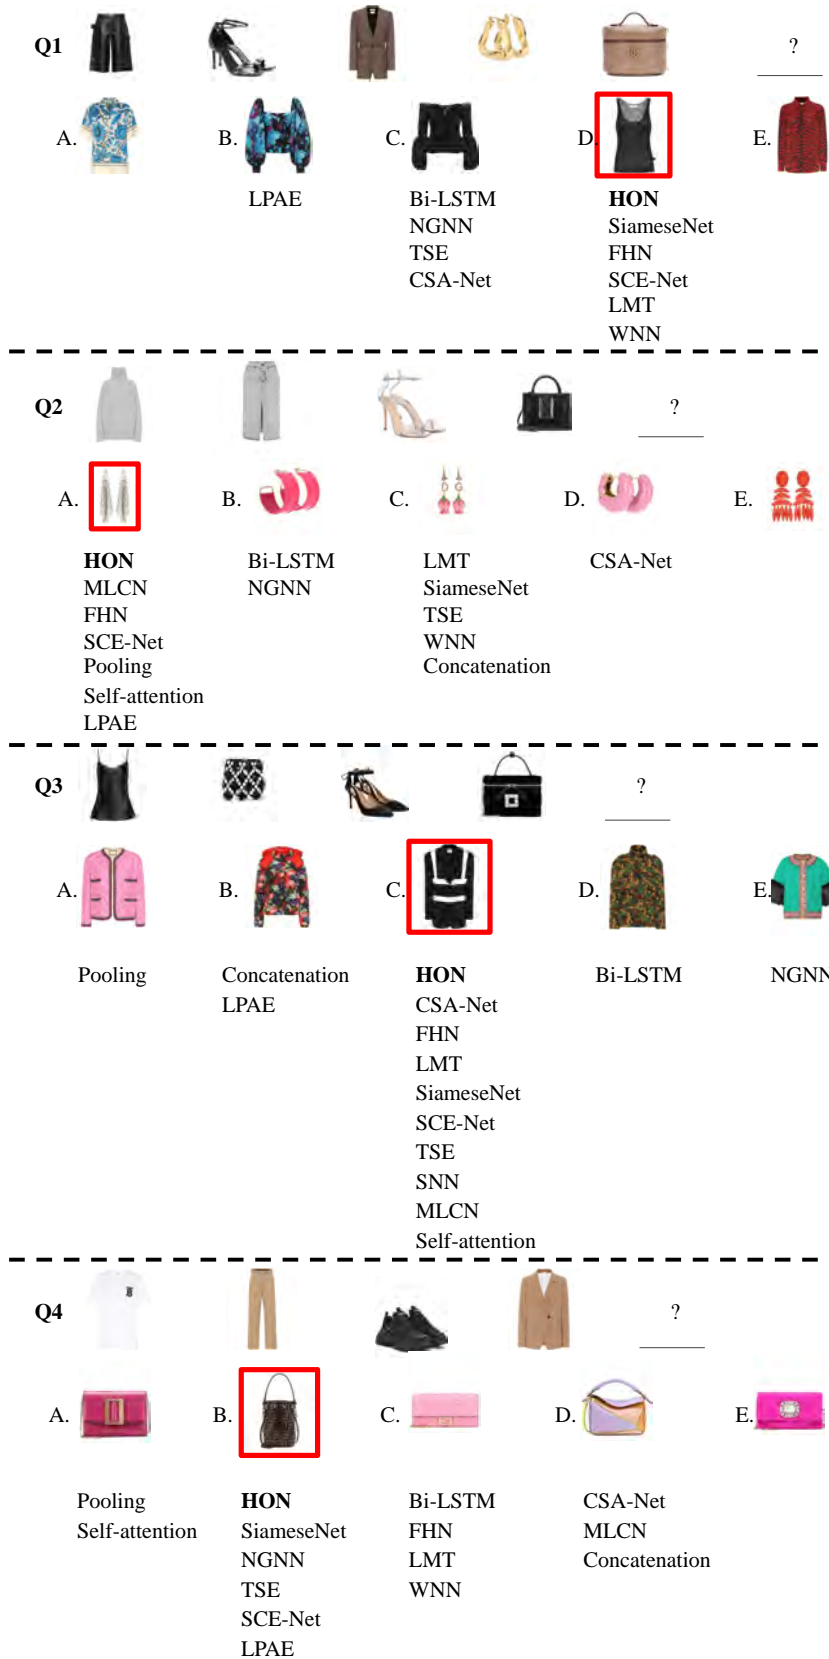 Q1
?
A. B. C. D. E.
LPAE Bi-LSTM HON
NGNN SiameseNet
TSE FHN
CSA-Net SCE-Net
LMT
WNN
Q2
?
A. B. C. D. E.
HON Bi-LSTM LMT CSA-Net
MLCN NGNN SiameseNet
FHN TSE
SCE-Net WNN
Pooling Concatenation
Self-attention
LPAE
Q3
?
A. B. C. D. E.
Pooling Concatenation HON Bi-LSTM NGNN
LPAE CSA-Net
FHN
LMT
SiameseNet
SCE-Net
TSE
SNN
MLCN
Self-attention
Q4
?
A. B. C. D. E.
Pooling HON Bi-LSTM CSA-Net
Self-attention SiameseNet FHN MLCN
NGNN LMT Concatenation
TSE WNN
SCE-Net
LPAE